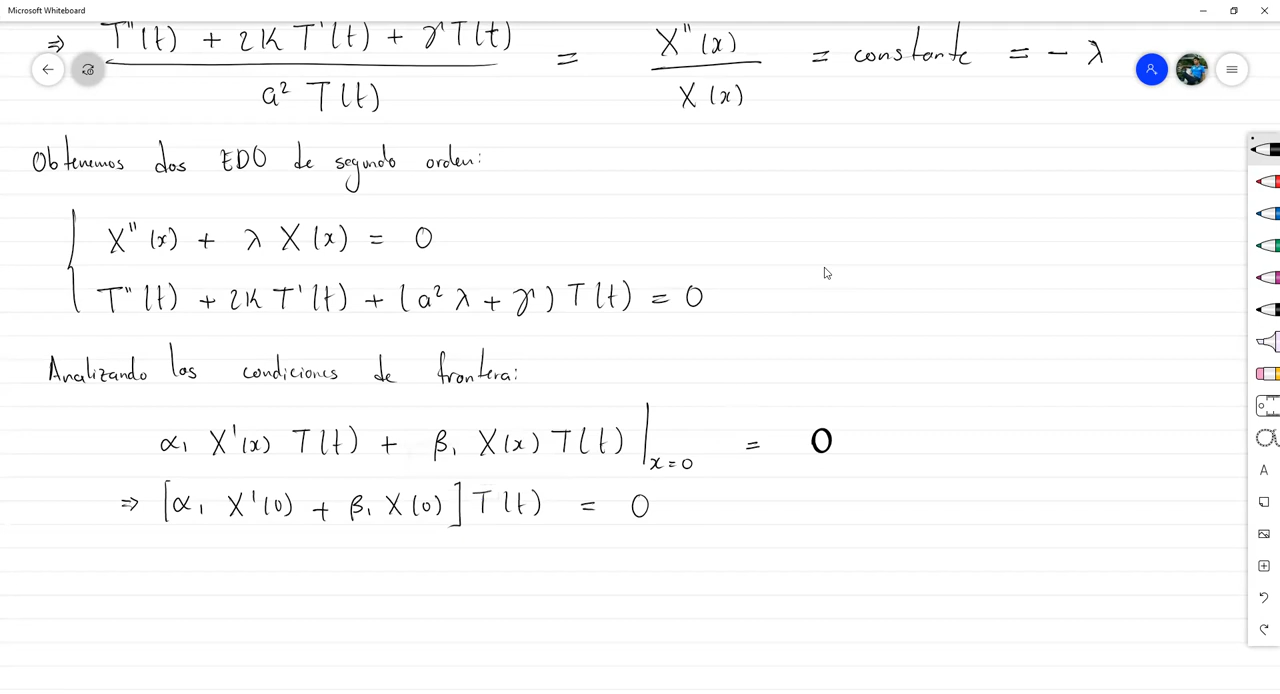 Microsoft Whiteboard
⇒ T''(t) + 2K T'(t) + γ T(t) / a² T(t) = X''(x) / X(x) = constante = - λ
Obtenemos dos EDO de segundo orden:
X''(x) + λ X(x) = 0
T''(t) + 2K T'(t) + (a² λ + γ) T(t) = 0
Analizando las condiciones de frontera:
α₁ X'(x) T(t) + β₁ X(x) T(t) |x=0 = 0
⇒ [α₁ X'(0) + β₁ X(0)] T(t) = 0
A